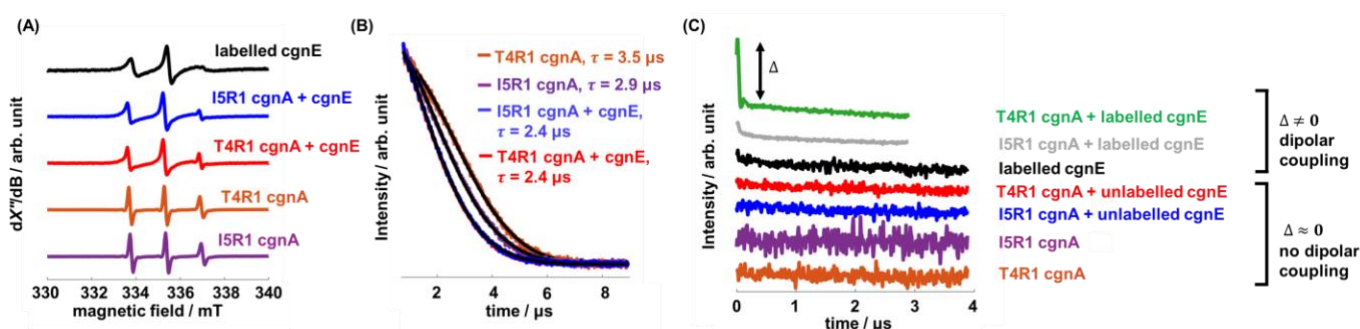 (A)
labelled cgnE
I5R1 cgnA + cgnE
T4R1 cgnA + cgnE
T4R1 cgnA
I5R1 cgnA
dX''/dB / arb. unit
330 332 334 336 338 340
magnetic field / mT
(B)
T4R1 cgnA, τ = 3.5 μs
I5R1 cgnA, τ = 2.9 μs
I5R1 cgnA + cgnE,
τ = 2.4 μs
T4R1 cgnA + cgnE,
τ = 2.4 μs
Intensity / arb. unit
2 4 6 8
time / μs
(C)
Δ
Intensity / arb. unit
0 1 2 3 4
time / μs
T4R1 cgnA + labelled cgnE
I5R1 cgnA + labelled cgnE
labelled cgnE
T4R1 cgnA + unlabelled cgnE
I5R1 cgnA + unlabelled cgnE
I5R1 cgnA
T4R1 cgnA
Δ ≠ 0
dipolar
coupling
Δ ≈ 0
no dipolar
coupling